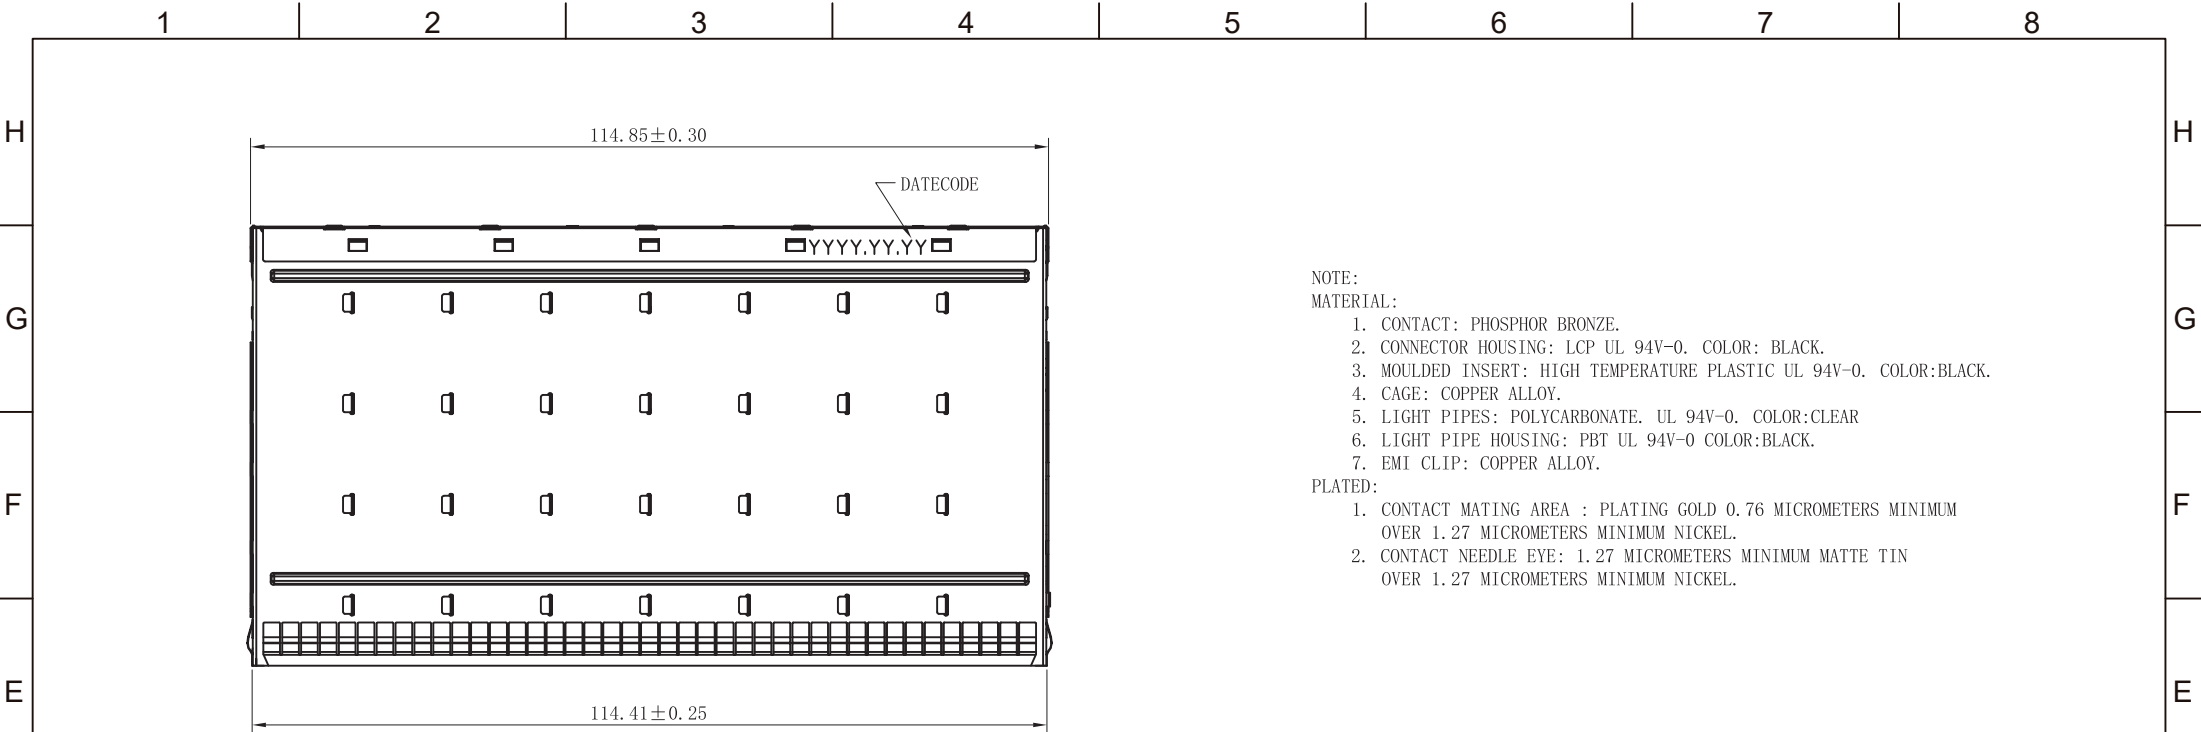 1 2 3 4 5 6 7 8
H H
114.85±0.30
DATECODE
YYYY.YY.YY
G G
NOTE:
MATERIAL:
1. CONTACT: PHOSPHOR BRONZE.
2. CONNECTOR HOUSING: LCP UL 94V-0. COLOR: BLACK.
3. MOULDED INSERT: HIGH TEMPERATURE PLASTIC UL 94V-0. COLOR:BLACK.
4. CAGE: COPPER ALLOY.
5. LIGHT PIPES: POLYCARBONATE. UL 94V-0. COLOR:CLEAR
6. LIGHT PIPE HOUSING: PBT UL 94V-0 COLOR:BLACK.
7. EMI CLIP: COPPER ALLOY.
PLATED:
1. CONTACT MATING AREA : PLATING GOLD 0.76 MICROMETERS MINIMUM
OVER 1.27 MICROMETERS MINIMUM NICKEL.
2. CONTACT NEEDLE EYE: 1.27 MICROMETERS MINIMUM MATTE TIN
OVER 1.27 MICROMETERS MINIMUM NICKEL.
F F
E E
114.41±0.25